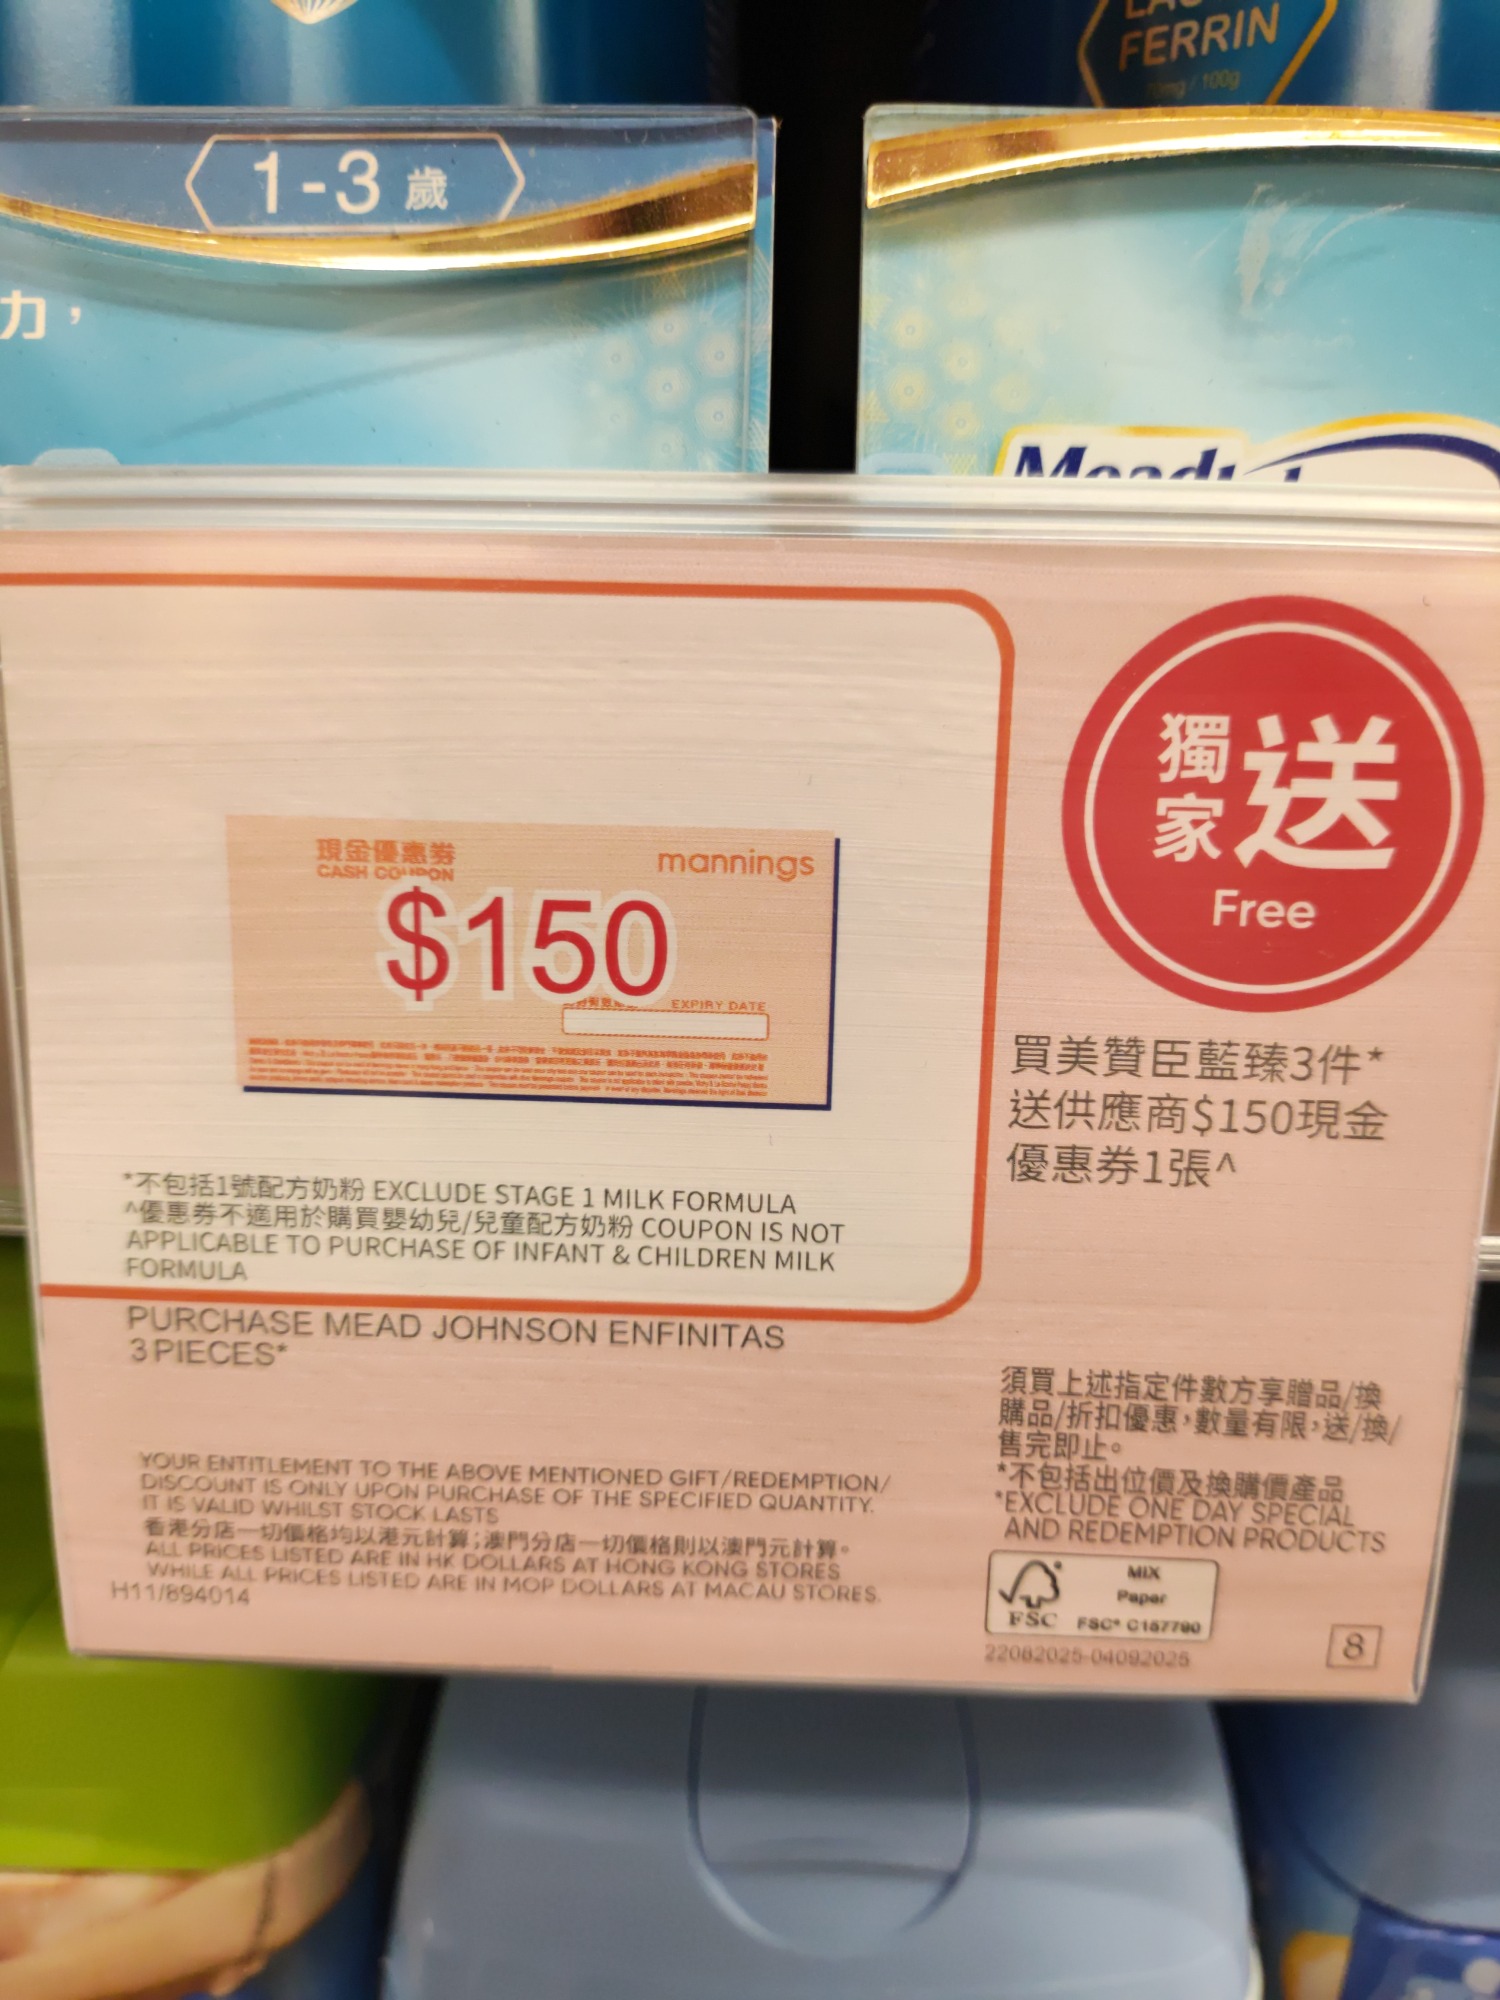 FERRIN
1-3 歲
力，
獨家送
Free
現金優惠券
CASH COUPON
mannings
$150
EXPIRY DATE
買美贊臣藍臻3件*
送供應商$150現金
優惠券1張^
*不包括1號配方奶粉 EXCLUDE STAGE 1 MILK FORMULA
^優惠券不適用於購買嬰幼兒/兒童配方奶粉 COUPON IS NOT
APPLICABLE TO PURCHASE OF INFANT & CHILDREN MILK
FORMULA
PURCHASE MEAD JOHNSON ENFINITAS
3 PIECES*
須買上述指定件數方享贈品/換
購品/折扣優惠，數量有限，送/換/
售完即止。
*不包括出位價及換購價產品
*EXCLUDE ONE DAY SPECIAL
AND REDEMPTION PRODUCTS
YOUR ENTITLEMENT TO THE ABOVE MENTIONED GIFT/REDEMPTION/
DISCOUNT IS ONLY UPON PURCHASE OF THE SPECIFIED QUANTITY.
IT IS VALID WHILST STOCK LASTS
香港分店一切價格均以港元計算；澳門分店一切價格則以澳門元計算。
ALL PRICES LISTED ARE IN HK DOLLARS AT HONG KONG STORES
WHILE ALL PRICES LISTED ARE IN MOP DOLLARS AT MACAU STORES.
H11/894014
FSC
MIX
Paper
FSC® C157790
22082025-04092025
8